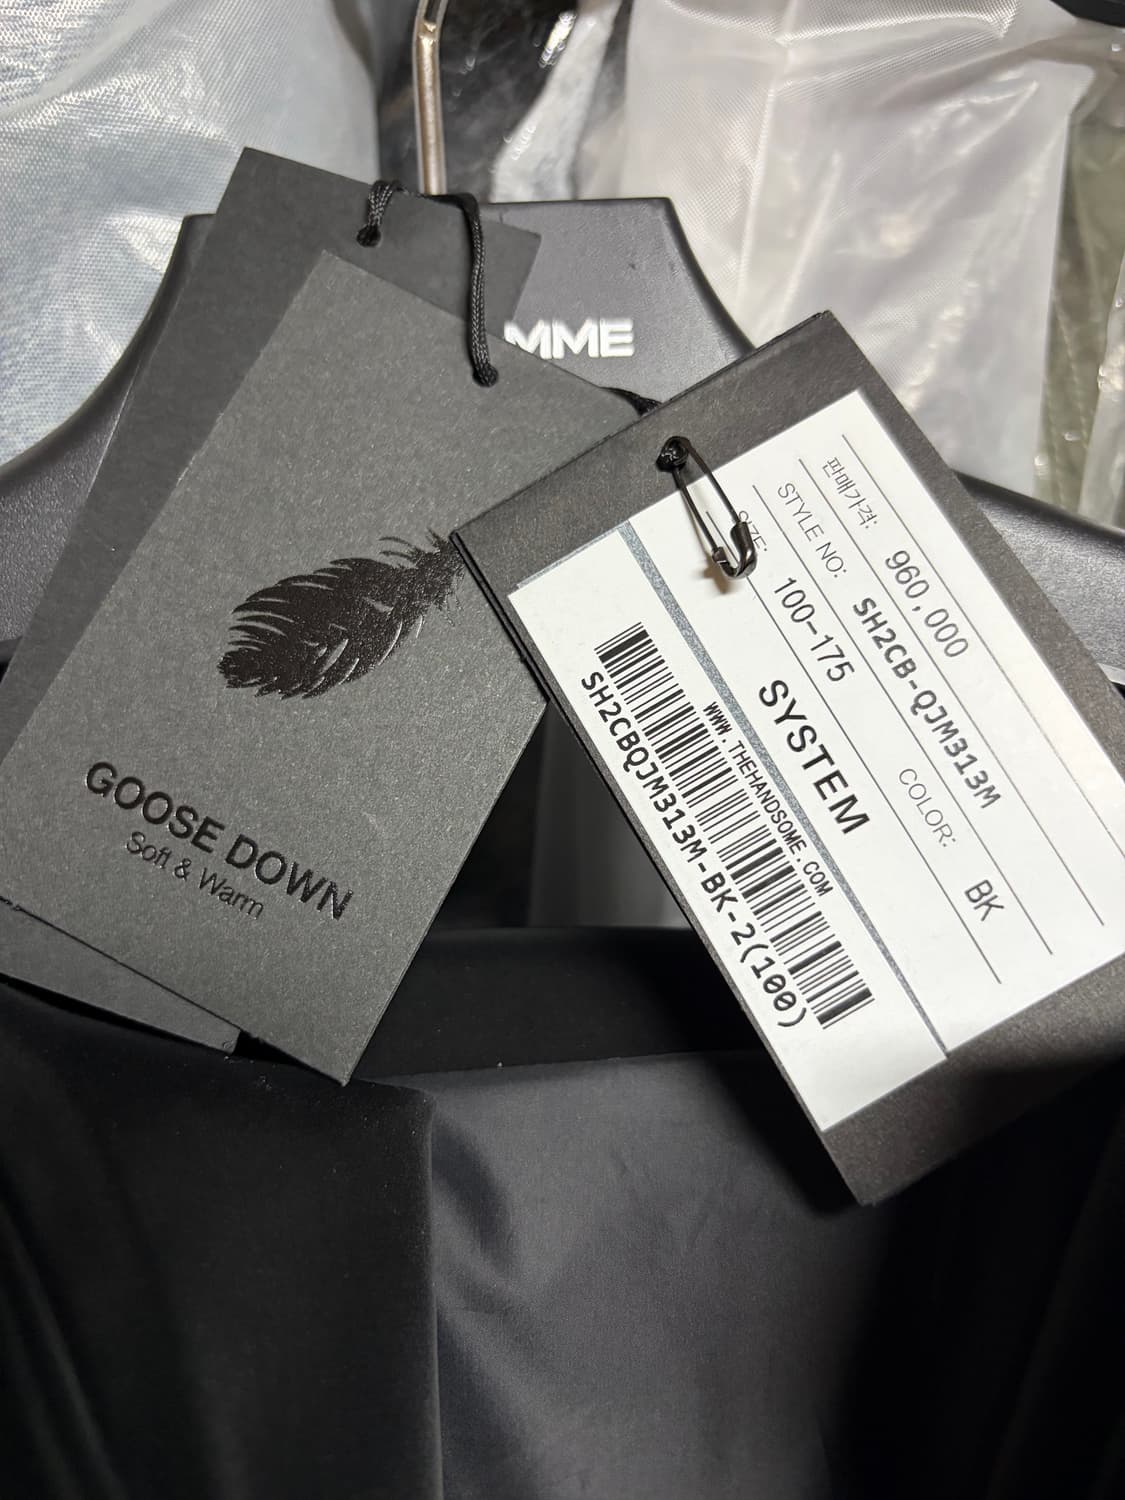 MME
GOOSE DOWN
Soft & Warm
판매가격: 960,000
STYLE NO: SH2CB-QJM313M
SIZE: 100-175 COLOR: BK
SYSTEM
WWW.THEHANDSOME.COM
SH2CBQJM313M-BK-2(100)